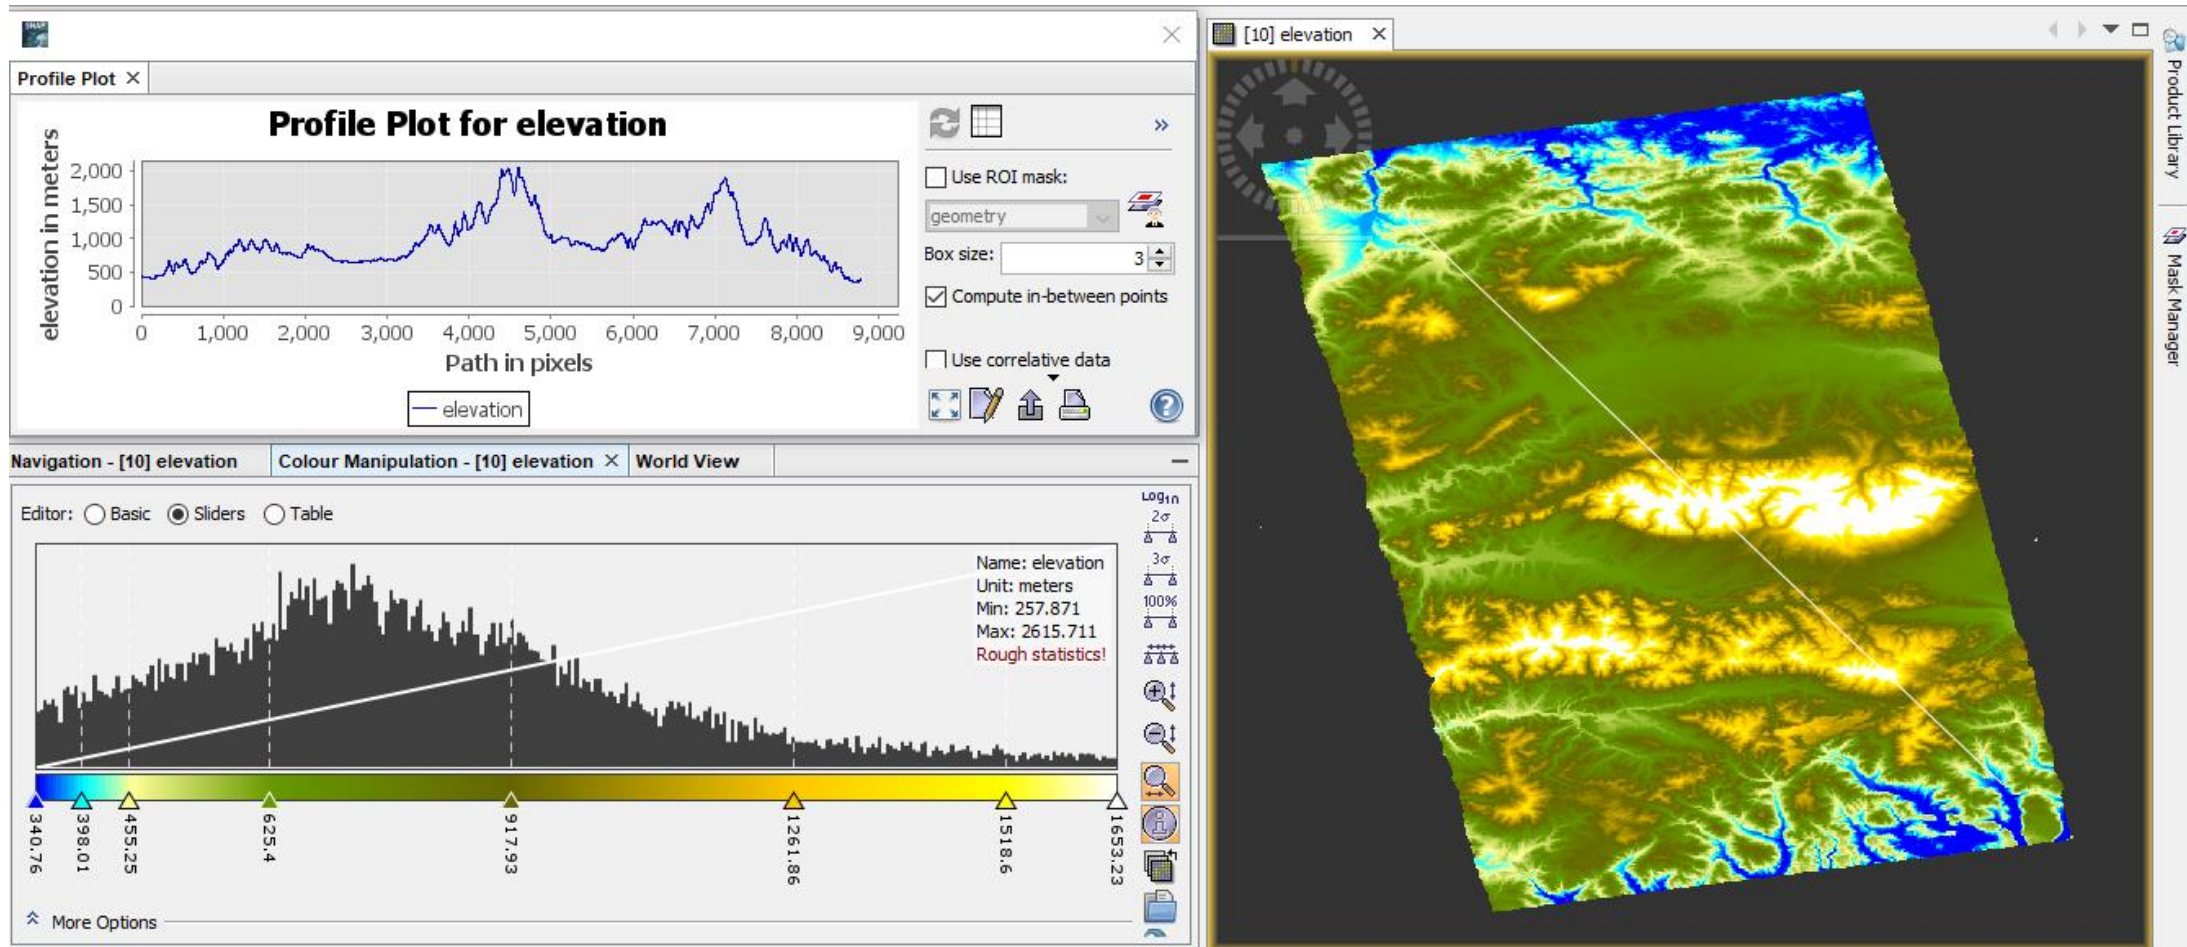 SNAP
Profile Plot
Profile Plot for elevation
elevation in meters
2,000
1,500
1,000
500
0
0 1,000 2,000 3,000 4,000 5,000 6,000 7,000 8,000 9,000
Path in pixels
elevation
»
Use ROI mask:
geometry
Box size: 3
Compute in-between points
Use correlative data
Navigation - [10] elevation
Colour Manipulation - [10] elevation
World View
Editor: Basic Sliders Table
Name: elevation
Unit: meters
Min: 257.871
Max: 2615.711
Rough statistics!
340.76
398.01
455.25
625.4
917.93
1261.86
1518.6
1653.23
More Options
Log10
2σ
3σ
100%
[10] elevation
Product Library
Mask Manager